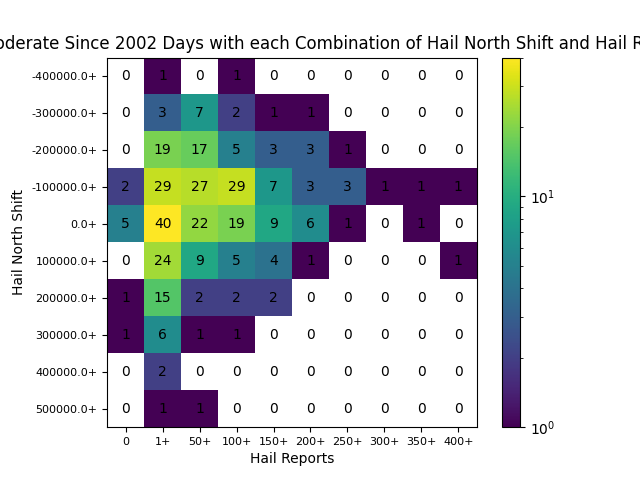 oderate Since 2002 Days with each Combination of Hail North Shift and Hail R
-400000.0+ 0 1 0 1 0 0 0 0 0 0
-300000.0+ 0 3 7 2 1 1 0 0 0 0
-200000.0+ 0 19 17 5 3 3 1 0 0 0
-100000.0+ 2 29 27 29 7 3 3 1 1 1
0.0+ 5 40 22 19 9 6 1 0 1 0
100000.0+ 0 24 9 5 4 1 0 0 0 1
200000.0+ 1 15 2 2 2 0 0 0 0 0
300000.0+ 1 6 1 1 0 0 0 0 0 0
400000.0+ 0 2 0 0 0 0 0 0 0 0
500000.0+ 0 1 1 0 0 0 0 0 0 0
0 1+ 50+ 100+ 150+ 200+ 250+ 300+ 350+ 400+
Hail Reports
Hail North Shift
10¹
10⁰